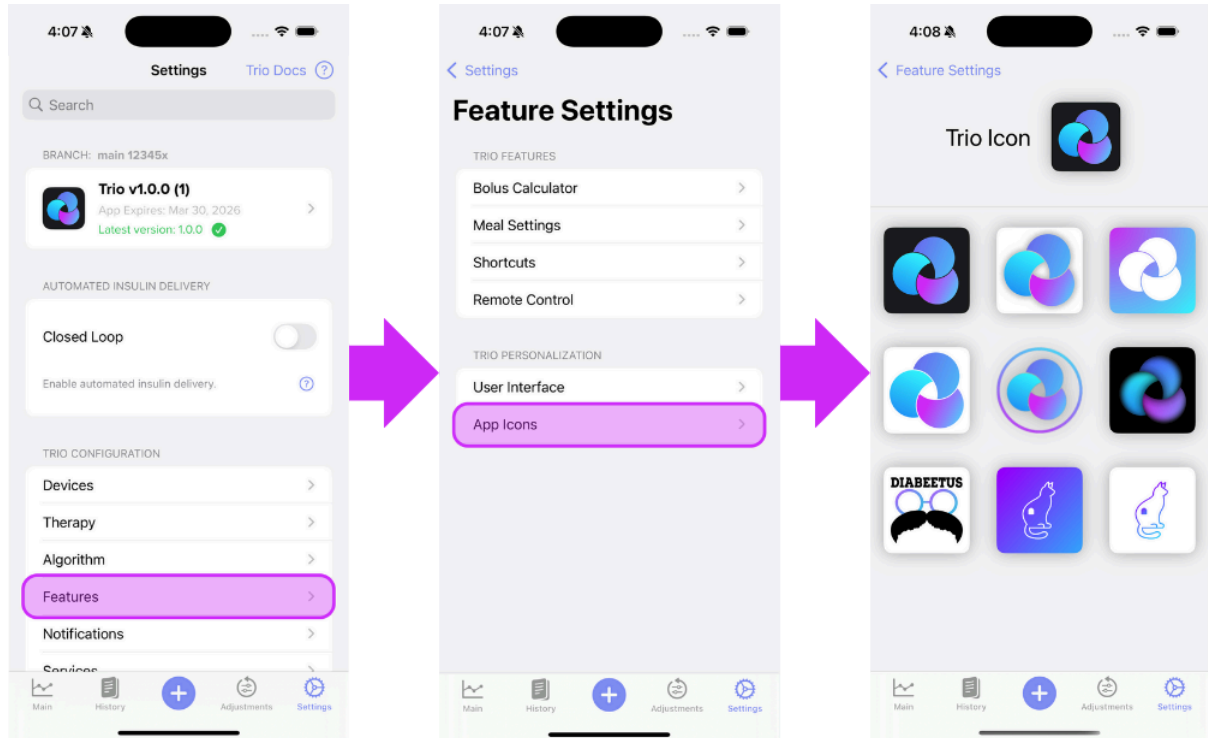 4:07
Settings
Trio Docs ?
Search
BRANCH: main 12345x
Trio v1.0.0 (1)
App Expires: Mar 30, 2026
Latest version: 1.0.0
AUTOMATED INSULIN DELIVERY
Closed Loop
Enable automated insulin delivery. ?
TRIO CONFIGURATION
Devices
Therapy
Algorithm
Features
Notifications
Services
Main History Adjustments Settings
4:07
Settings
Feature Settings
TRIO FEATURES
Bolus Calculator
Meal Settings
Shortcuts
Remote Control
TRIO PERSONALIZATION
User Interface
App Icons
Main History Adjustments Settings
4:08
Feature Settings
Trio Icon
DIABEETUS
Main History Adjustments Settings